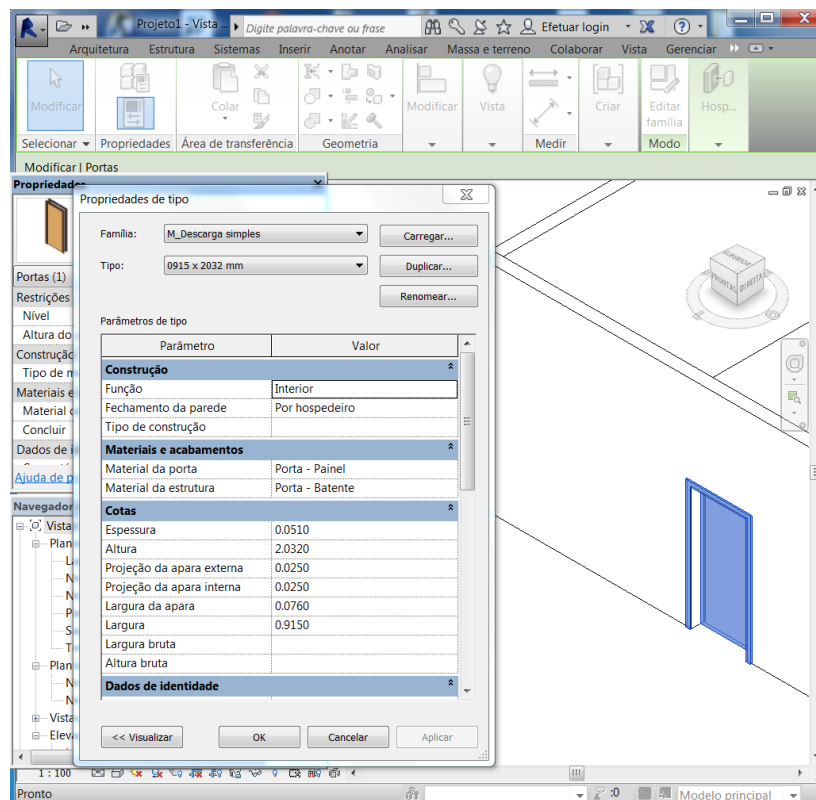 Projeto1 - Vista ... Digite palavra-chave ou frase Efetuar login
Arquitetura Estrutura Sistemas Inserir Anotar Analisar Massa e terreno Colaborar Vista Gerenciar
Modificar Colar Modificar Vista Criar Editar família Hosp...
Selecionar Propriedades Área de transferência Geometria Medir Modo
Modificar | Portas
Propriedades
Portas (1)
Restrições
Nível
Altura do
Construção
Tipo de m
Materiais e
Material d
Concluir
Dados de i
Ajuda de p
Navegador
Vista
Plan
L
N
N
P
S
T
Plan
N
N
Vista
Eleva
Propriedades de tipo
Família: M_Descarga simples Carregar...
Tipo: 0915 x 2032 mm Duplicar...
Renomear...
Parâmetros de tipo
Parâmetro Valor
Construção
Função Interior
Fechamento da parede Por hospedeiro
Tipo de construção
Materiais e acabamentos
Material da porta Porta - Painel
Material da estrutura Porta - Batente
Cotas
Espessura 0.0510
Altura 2.0320
Projeção da apara externa 0.0250
Projeção da apara interna 0.0250
Largura da apara 0.0760
Largura 0.9150
Largura bruta
Altura bruta
Dados de identidade
<< Visualizar OK Cancelar Aplicar
SUPERIOR
FRONTAL DIREITA
1 : 100
Pronto :0 Modelo principal